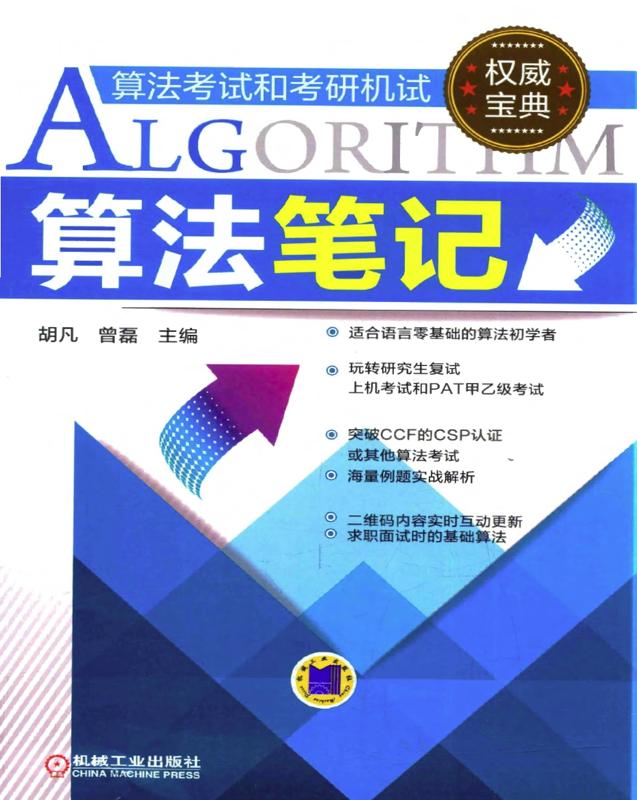 算法考试和考研机试
权威
宝典
ALGORITHM
算法笔记
胡凡 曾磊 主编
适合语言零基础的算法初学者
玩转研究生复试
上机考试和PAT甲乙级考试
突破CCF的CSP认证
或其他算法考试
海量例题实战解析
二维码内容实时互动更新
求职面试时的基础算法
机械工业出版社
CHINA MACHINE PRESS